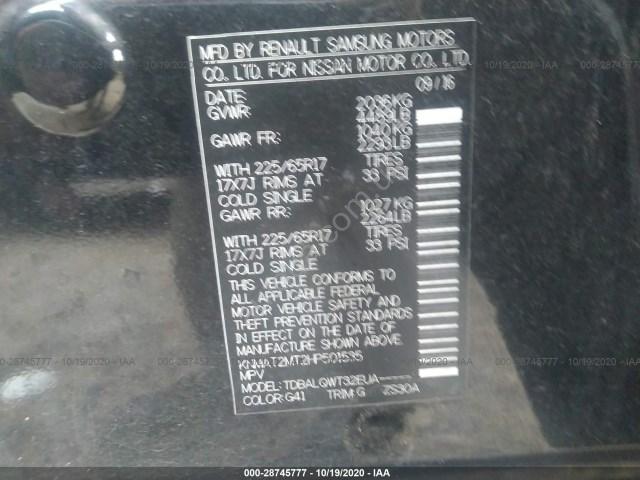 MFD BY RENAULT SAMSUNG MOTORS
CO. LTD. FOR NISSAN MOTOR CO., LTD.
DATE: 09/16
GVWR: 2036KG
4489LB
GAWR FR: 1040KG
2293LB
WITH 225/65R17 TIRES
17X7J RIMS AT 33 PSI
COLD SINGLE
GAWR RR: 1027KG
2264LB
WITH 225/65R17 TIRES
17X7J RIMS AT 33 PSI
COLD SINGLE
THIS VEHICLE CONFORMS TO
ALL APPLICABLE FEDERAL
MOTOR VEHICLE SAFETY AND
THEFT PREVENTION STANDARDS
IN EFFECT ON THE DATE OF
MANUFACTURE SHOWN ABOVE
KNMAT2MT2HP501535
MPV
MODEL: TDBALGWT32EUA-----
COLOR: G41 TRIM: G ZS30A
000-28745777 - 10/19/2020 - IAA